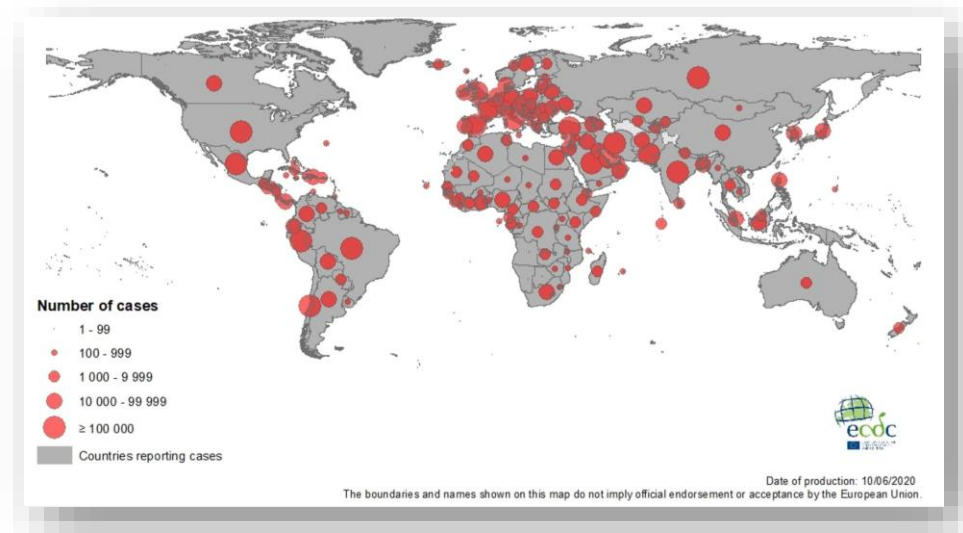 Number of cases
1 - 99
100 - 999
1 000 - 9 999
10 000 - 99 999
≥ 100 000
Countries reporting cases
ecdc
Date of production: 10/06/2020
The boundaries and names shown on this map do not imply official endorsement or acceptance by the European Union.